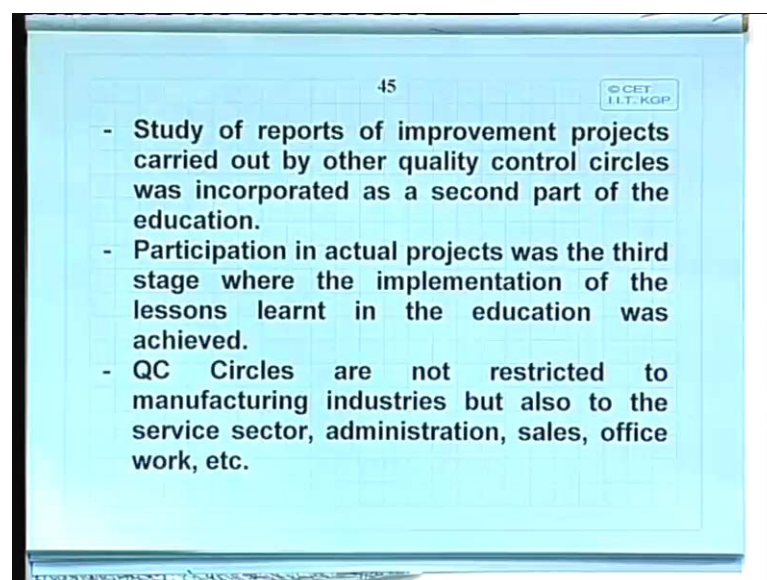 45
© CET
I.I.T. KGP
- Study of reports of improvement projects
carried out by other quality control circles
was incorporated as a second part of the
education.
- Participation in actual projects was the third
stage where the implementation of the
lessons learnt in the education was
achieved.
- QC Circles are not restricted to
manufacturing industries but also to the
service sector, administration, sales, office
work, etc.